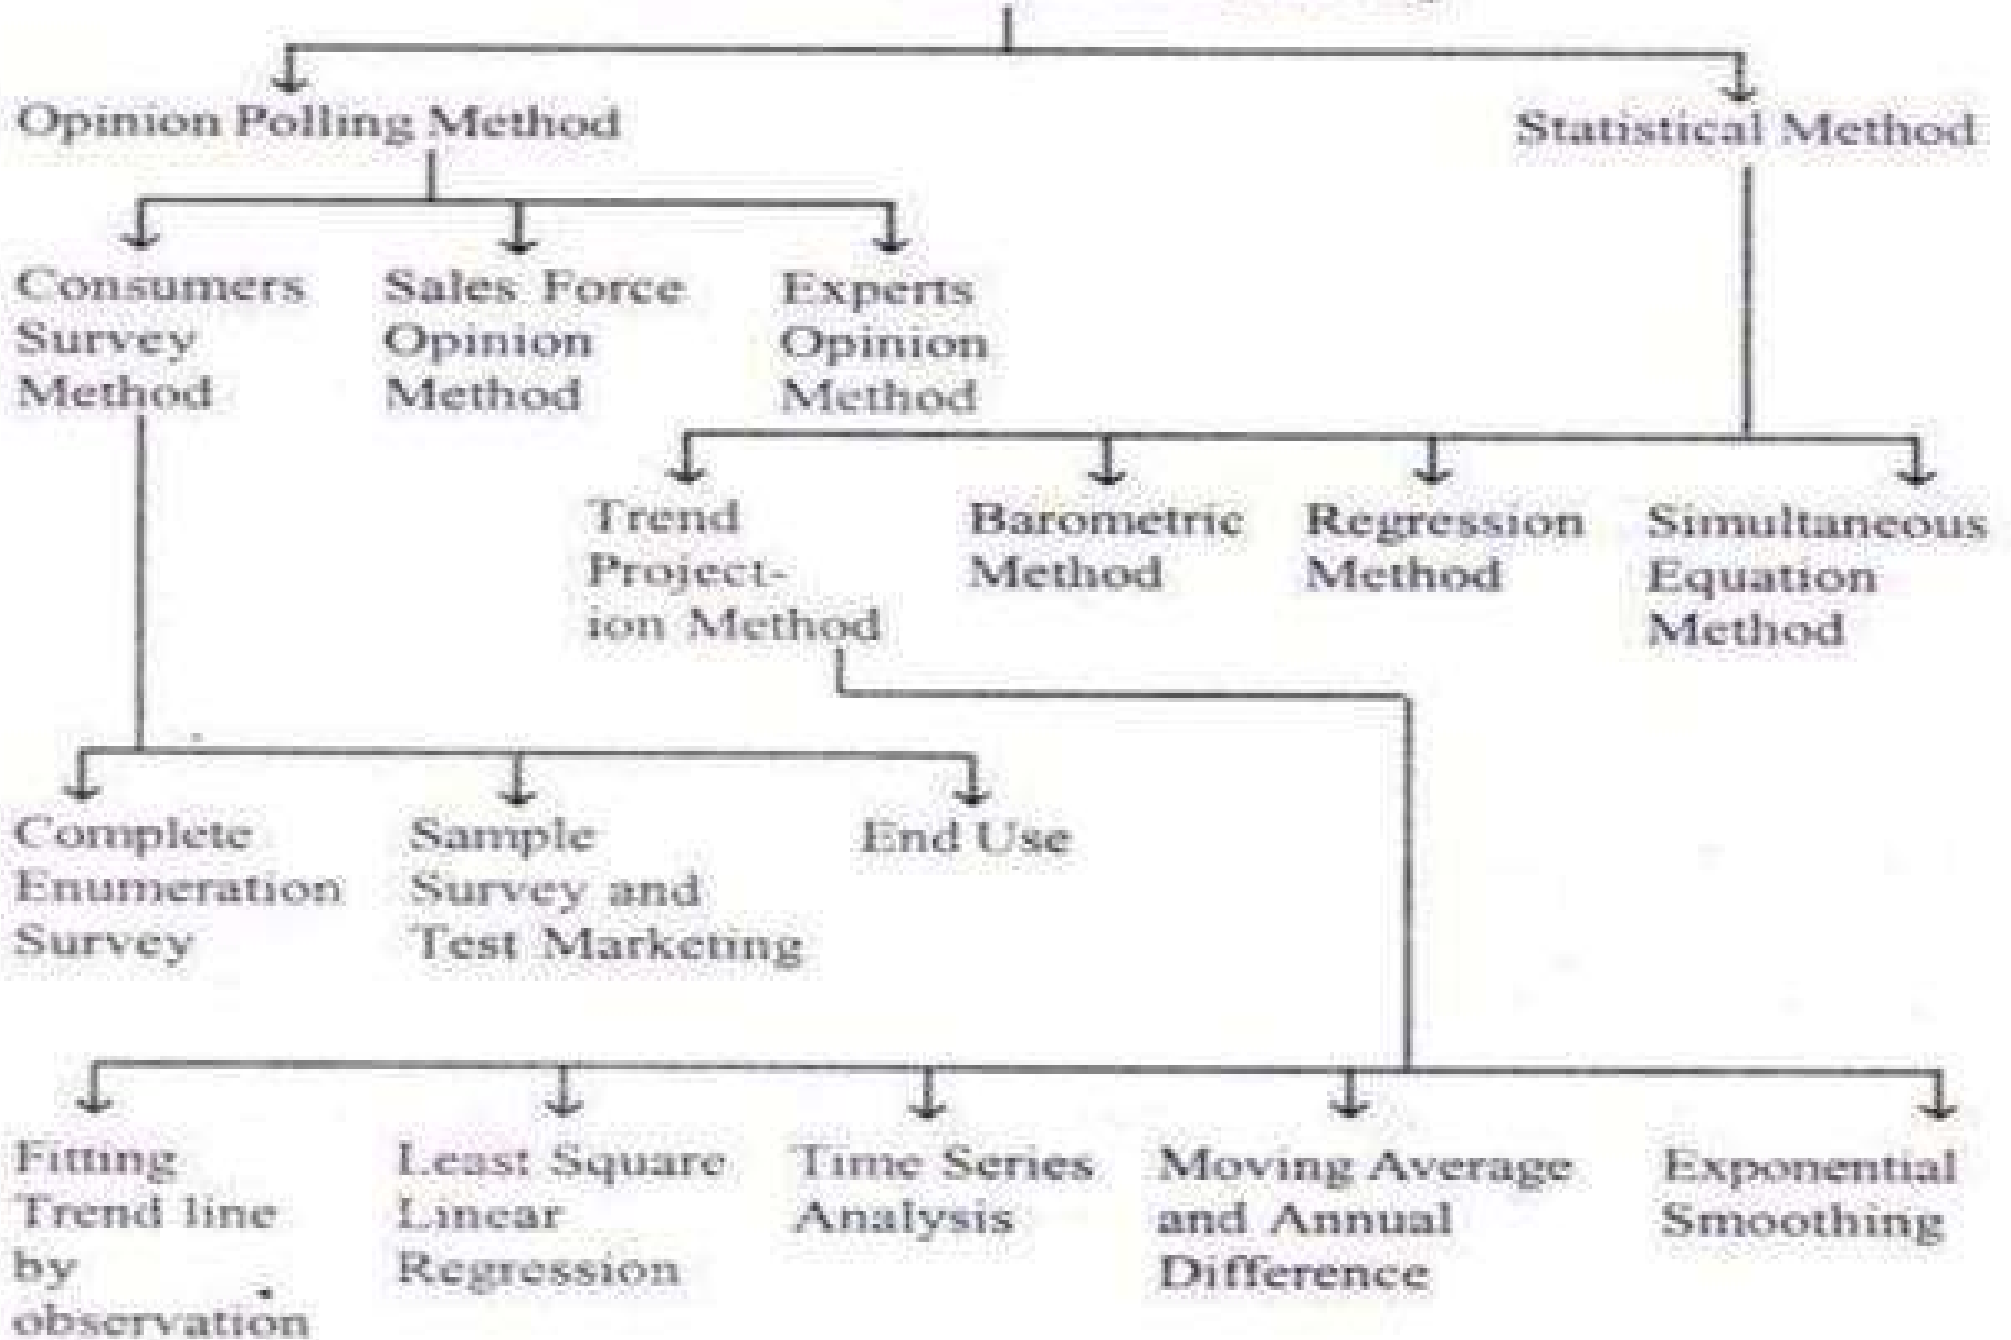 Opinion Polling Method
Statistical Method
Consumers
Survey
Method
Sales Force
Opinion
Method
Experts
Opinion
Method
Trend
Project-
ion Method
Barometric
Method
Regression
Method
Simultaneous
Equation
Method
Complete
Enumeration
Survey
Sample
Survey and
Test Marketing
End Use
Fitting
Trend line
by
observation
Least Square
Linear
Regression
Time Series
Analysis
Moving Average
and Annual
Difference
Exponential
Smoothing